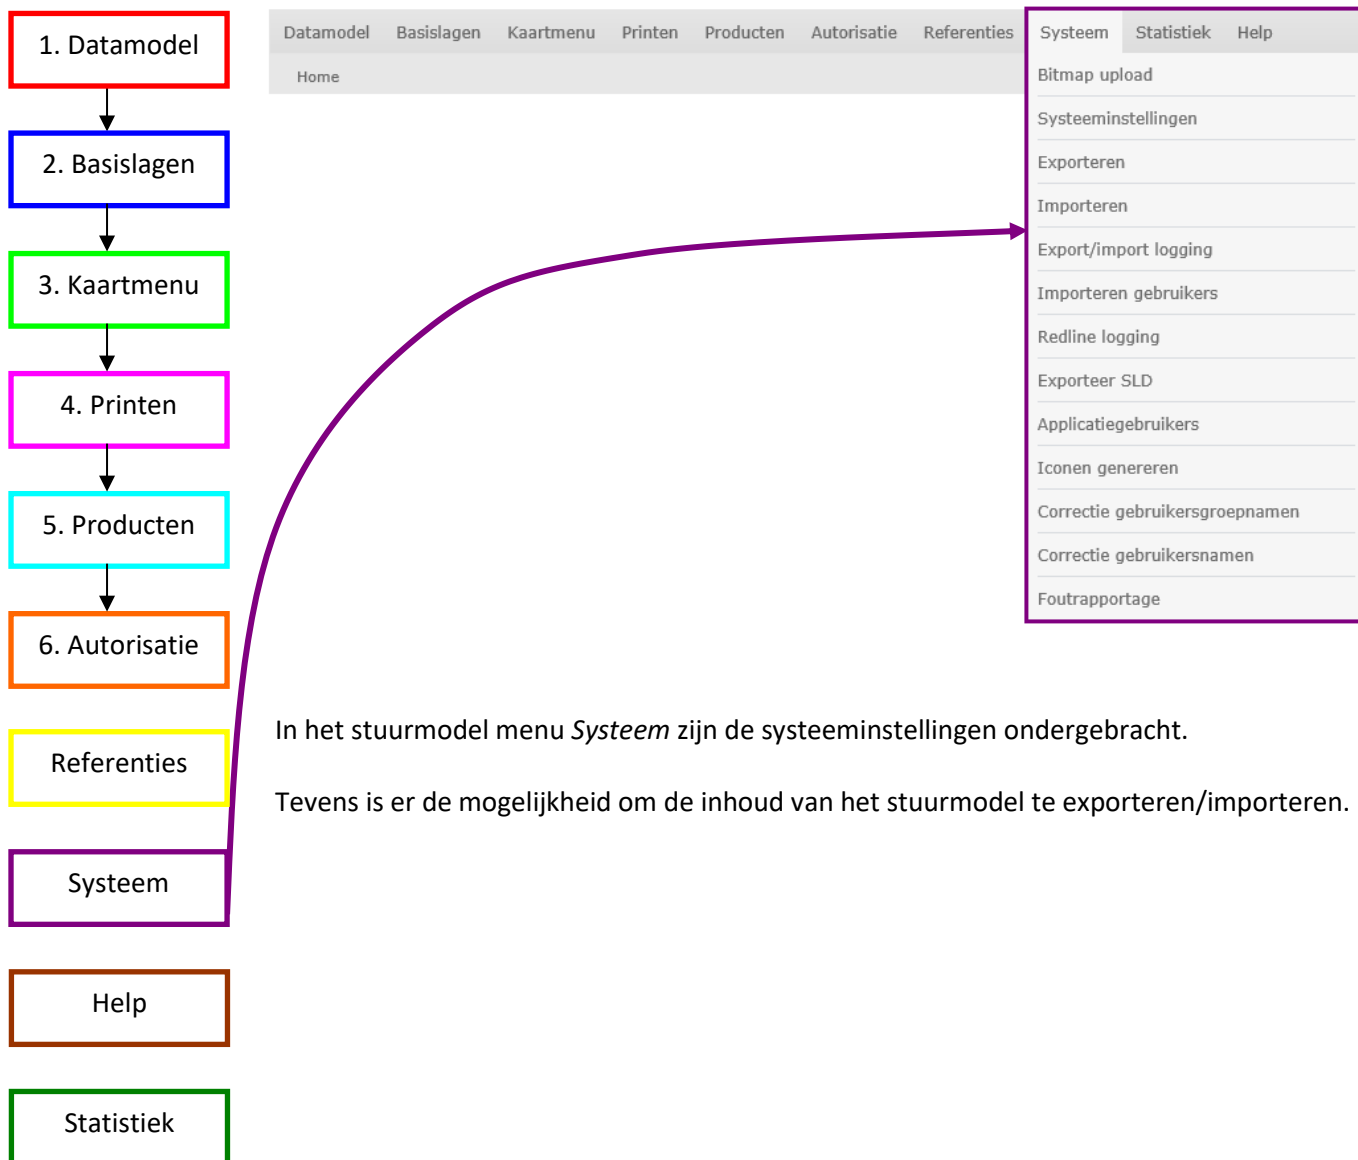 1. Datamodel
2. Basislagen
3. Kaartmenu
4. Printen
5. Producten
6. Autorisatie
Referenties
Systeem
Help
Statistiek
Datamodel Basislagen Kaartmenu Printen Producten Autorisatie Referenties Systeem Statistiek Help
Home
Bitmap upload
Systeeminstellingen
Exporteren
Importeren
Export/import logging
Importeren gebruikers
Redline logging
Exporteer SLD
Applicatiegebruikers
Iconen genereren
Correctie gebruikersgroepnamen
Correctie gebruikersnamen
Foutrapportage
In het stuurmodel menu Systeem zijn de systeeminstellingen ondergebracht.
Tevens is er de mogelijkheid om de inhoud van het stuurmodel te exporteren/importeren.